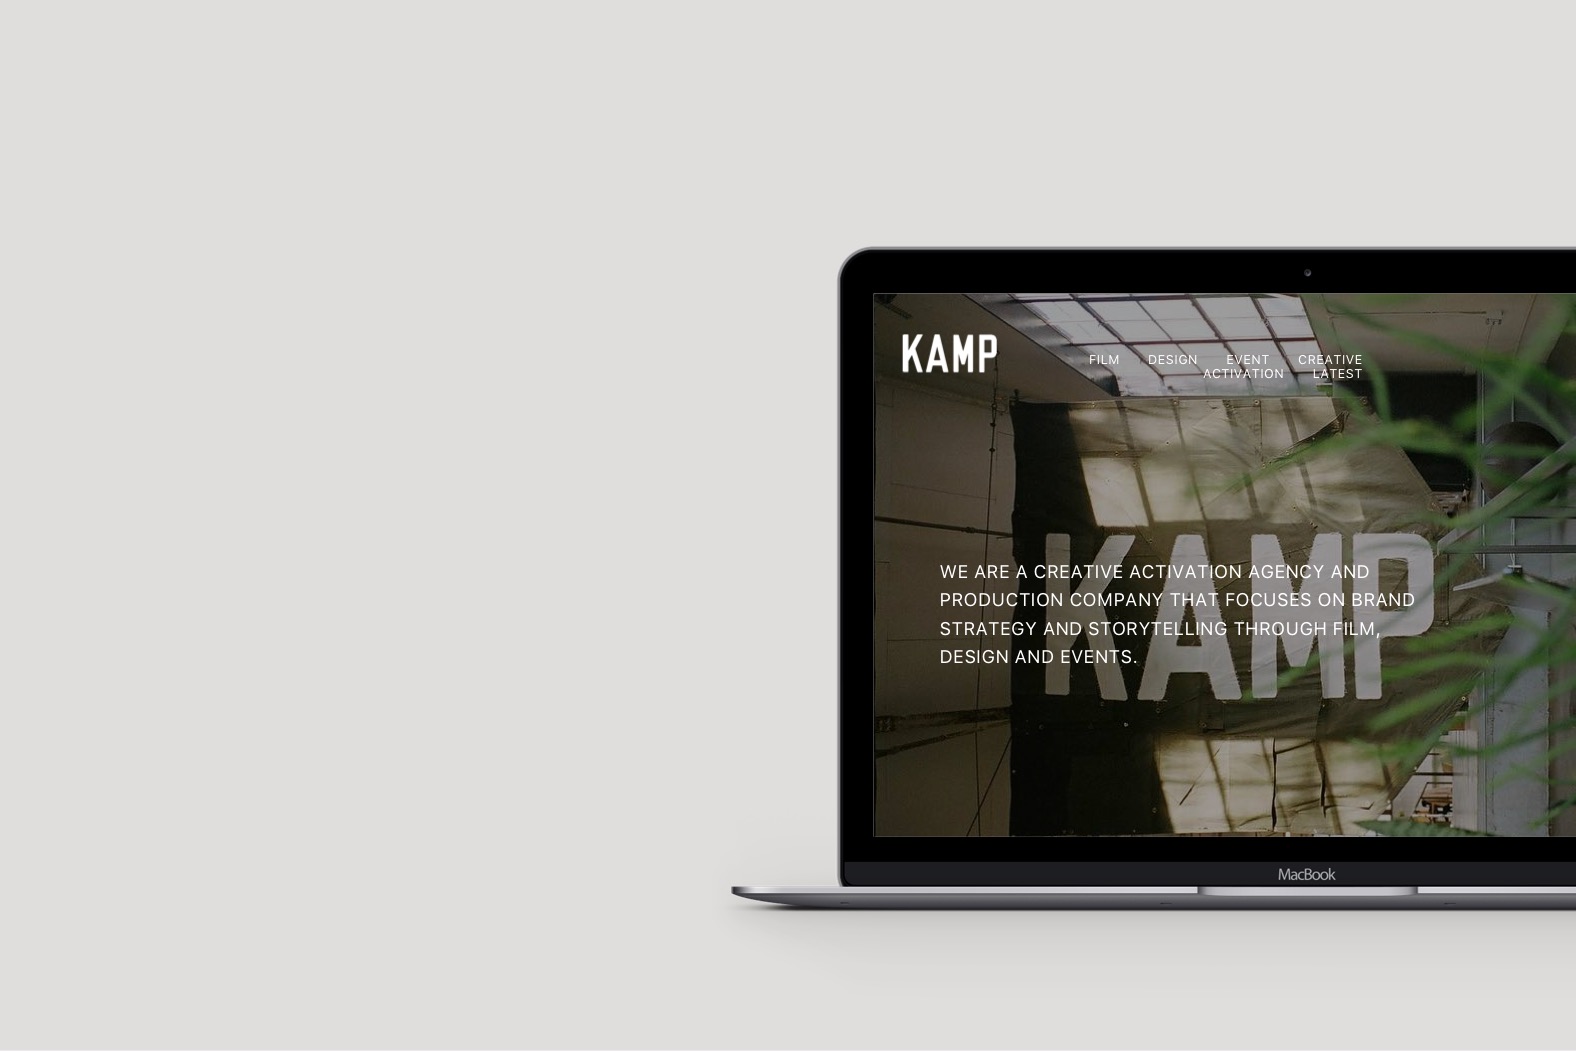 KAMP
FILM DESIGN EVENT CREATIVE
ACTIVATION LATEST
KAMP
WE ARE A CREATIVE ACTIVATION AGENCY AND
PRODUCTION COMPANY THAT FOCUSES ON BRAND
STRATEGY AND STORYTELLING THROUGH FILM,
DESIGN AND EVENTS.
MacBook